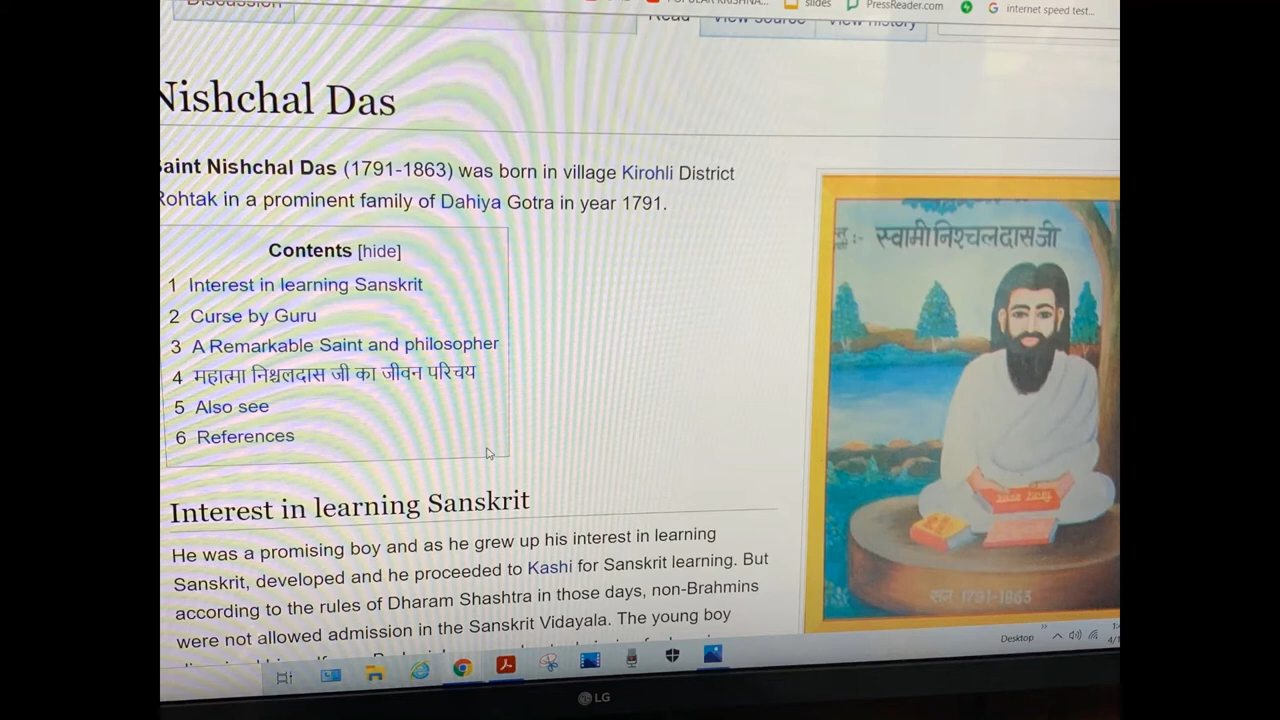 slides PressReader.com internet speed test...
Discussion Read View source View history
Nishchal Das
Saint Nishchal Das (1791-1863) was born in village Kirohli District
Rohtak in a prominent family of Dahiya Gotra in year 1791.
Contents [hide]
1 Interest in learning Sanskrit
2 Curse by Guru
3 A Remarkable Saint and philosopher
4 महात्मा निश्चलदास जी का जीवन परिचय
5 Also see
6 References
Interest in learning Sanskrit
He was a promising boy and as he grew up his interest in learning
Sanskrit, developed and he proceeded to Kashi for Sanskrit learning. But
according to the rules of Dharam Shashtra in those days, non-Brahmins
were not allowed admission in the Sanskrit Vidayala. The young boy
स्वामी निश्चलदास जी
सन 1791-1863
Desktop
LG